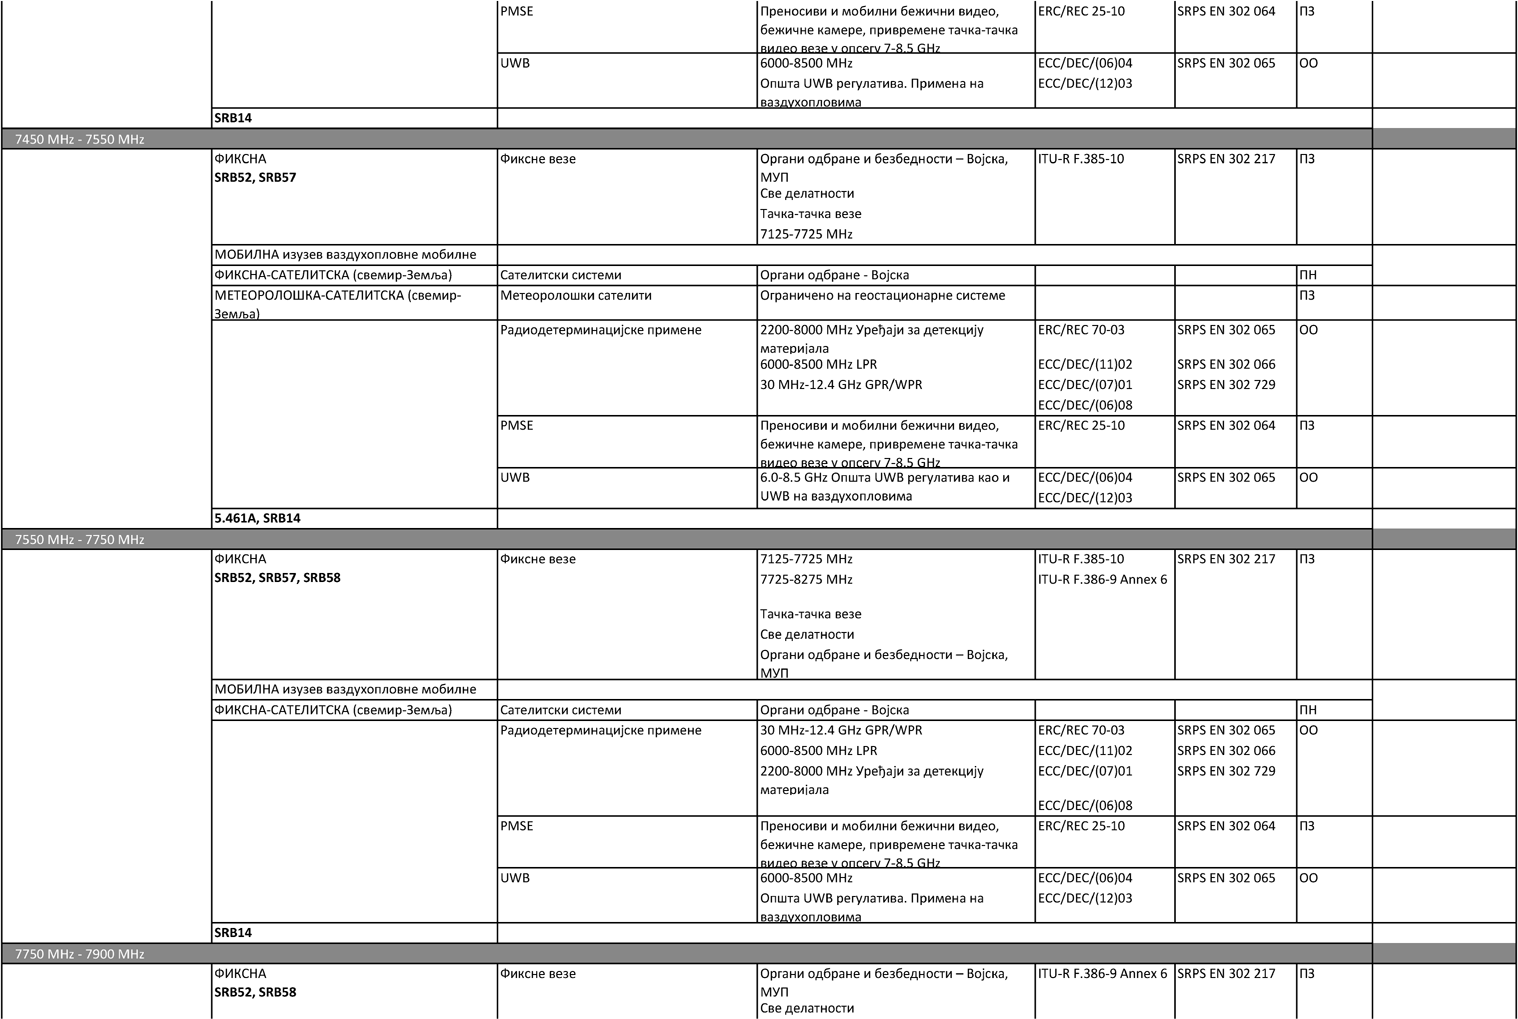 PMSE
Преносиви и мобилни бежични видео,
бежичне камере, привремене тачка-тачка
видео везе у опсегу 7-8.5 GHz
ERC/REC 25-10
SRPS EN 302 064
ПЗ
UWB
6000-8500 MHz
Општа UWB регулатива. Примена на
ваздухопловима
ECC/DEC/(06)04
ECC/DEC/(12)03
SRPS EN 302 065
ОО
SRB14
7450 MHz - 7550 MHz
ФИКСНА
SRB52, SRB57
Фиксне везе
Органи одбране и безбедности – Војска,
МУП
Све делатности
Тачка-тачка везе
7125-7725 MHz
ITU-R F.385-10
SRPS EN 302 217
ПЗ
МОБИЛНА изузев ваздухопловне мобилне
ФИКСНА-САТЕЛИТСКА (свемир-Земља)
Сателитски системи
Органи одбране - Војска
ПН
МЕТЕОРОЛОШКА-САТЕЛИТСКА (свемир-
Земља)
Метеоролошки сателити
Ограничено на геостационарне системе
ПЗ
Радиодетерминацијске примене
2200-8000 MHz Уређаји за детекцију
материјала
6000-8500 MHz LPR
30 MHz-12.4 GHz GPR/WPR
ERC/REC 70-03
ECC/DEC/(11)02
ECC/DEC/(07)01
ECC/DEC/(06)08
SRPS EN 302 065
SRPS EN 302 066
SRPS EN 302 729
ОО
PMSE
Преносиви и мобилни бежични видео,
бежичне камере, привремене тачка-тачка
видео везе у опсегу 7-8.5 GHz
ERC/REC 25-10
SRPS EN 302 064
ПЗ
UWB
6.0-8.5 GHz Општа UWB регулатива као и
UWB на ваздухопловима
ECC/DEC/(06)04
ECC/DEC/(12)03
SRPS EN 302 065
ОО
5.461A, SRB14
7550 MHz - 7750 MHz
ФИКСНА
SRB52, SRB57, SRB58
Фиксне везе
7125-7725 MHz
7725-8275 MHz
Тачка-тачка везе
Све делатности
Органи одбране и безбедности – Војска,
МУП
ITU-R F.385-10
ITU-R F.386-9 Annex 6
SRPS EN 302 217
ПЗ
МОБИЛНА изузев ваздухопловне мобилне
ФИКСНА-САТЕЛИТСКА (свемир-Земља)
Сателитски системи
Органи одбране - Војска
ПН
Радиодетерминацијске примене
30 MHz-12.4 GHz GPR/WPR
6000-8500 MHz LPR
2200-8000 MHz Уређаји за детекцију
материјала
ERC/REC 70-03
ECC/DEC/(11)02
ECC/DEC/(07)01
ECC/DEC/(06)08
SRPS EN 302 065
SRPS EN 302 066
SRPS EN 302 729
ОО
PMSE
Преносиви и мобилни бежични видео,
бежичне камере, привремене тачка-тачка
видео везе у опсегу 7-8.5 GHz
ERC/REC 25-10
SRPS EN 302 064
ПЗ
UWB
6000-8500 MHz
Општа UWB регулатива. Примена на
ваздухопловима
ECC/DEC/(06)04
ECC/DEC/(12)03
SRPS EN 302 065
ОО
SRB14
7750 MHz - 7900 MHz
ФИКСНА
SRB52, SRB58
Фиксне везе
Органи одбране и безбедности – Војска,
МУП
Све делатности
ITU-R F.386-9 Annex 6
SRPS EN 302 217
ПЗ